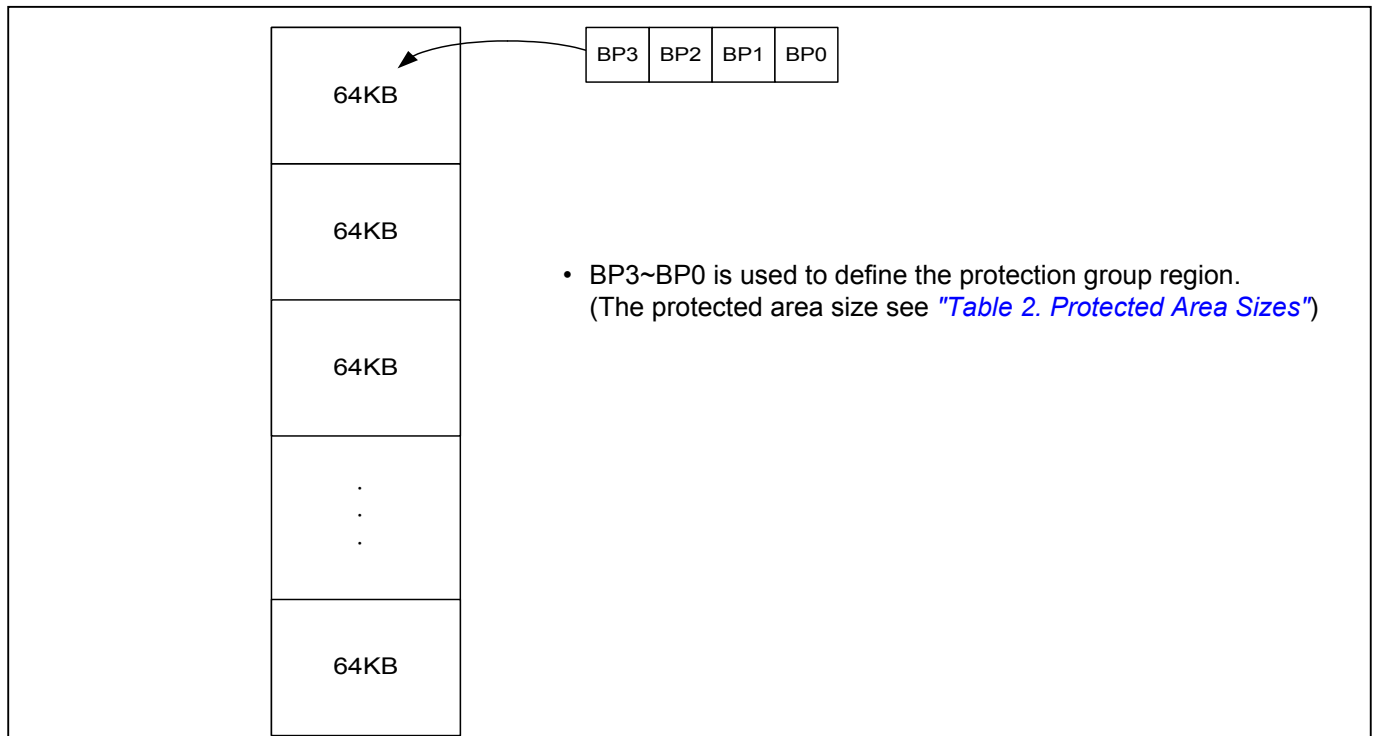 BP3 BP2 BP1 BP0
64KB
64KB
• BP3~BP0 is used to define the protection group region.
(The protected area size see "Table 2. Protected Area Sizes")
64KB
.
.
.
64KB